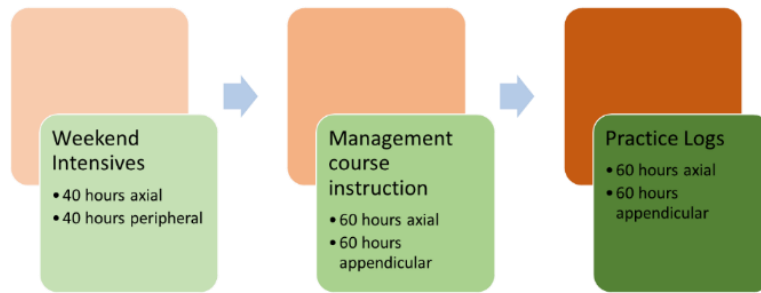 Weekend
Intensives
• 40 hours axial
• 40 hours peripheral
Management
course
instruction
• 60 hours axial
• 60 hours
appendicular
Practice Logs
• 60 hours axial
• 60 hours
appendicular